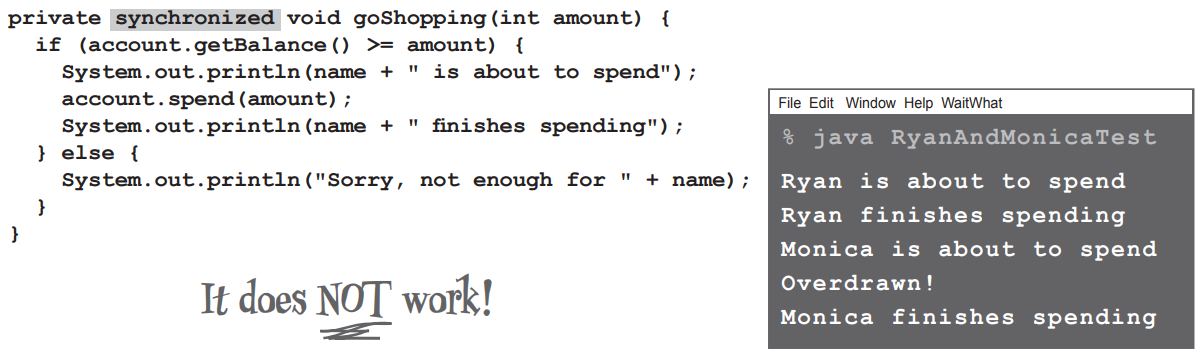 private synchronized void goShopping(int amount) {
  if (account.getBalance() >= amount) {
    System.out.println(name + " is about to spend");
    account.spend(amount);
    System.out.println(name + " finishes spending");
  } else {
    System.out.println("Sorry, not enough for " + name);
  }
}
It does NOT work!
File Edit Window Help WaitWhat
% java RyanAndMonicaTest
Ryan is about to spend
Ryan finishes spending
Monica is about to spend
Overdrawn!
Monica finishes spending